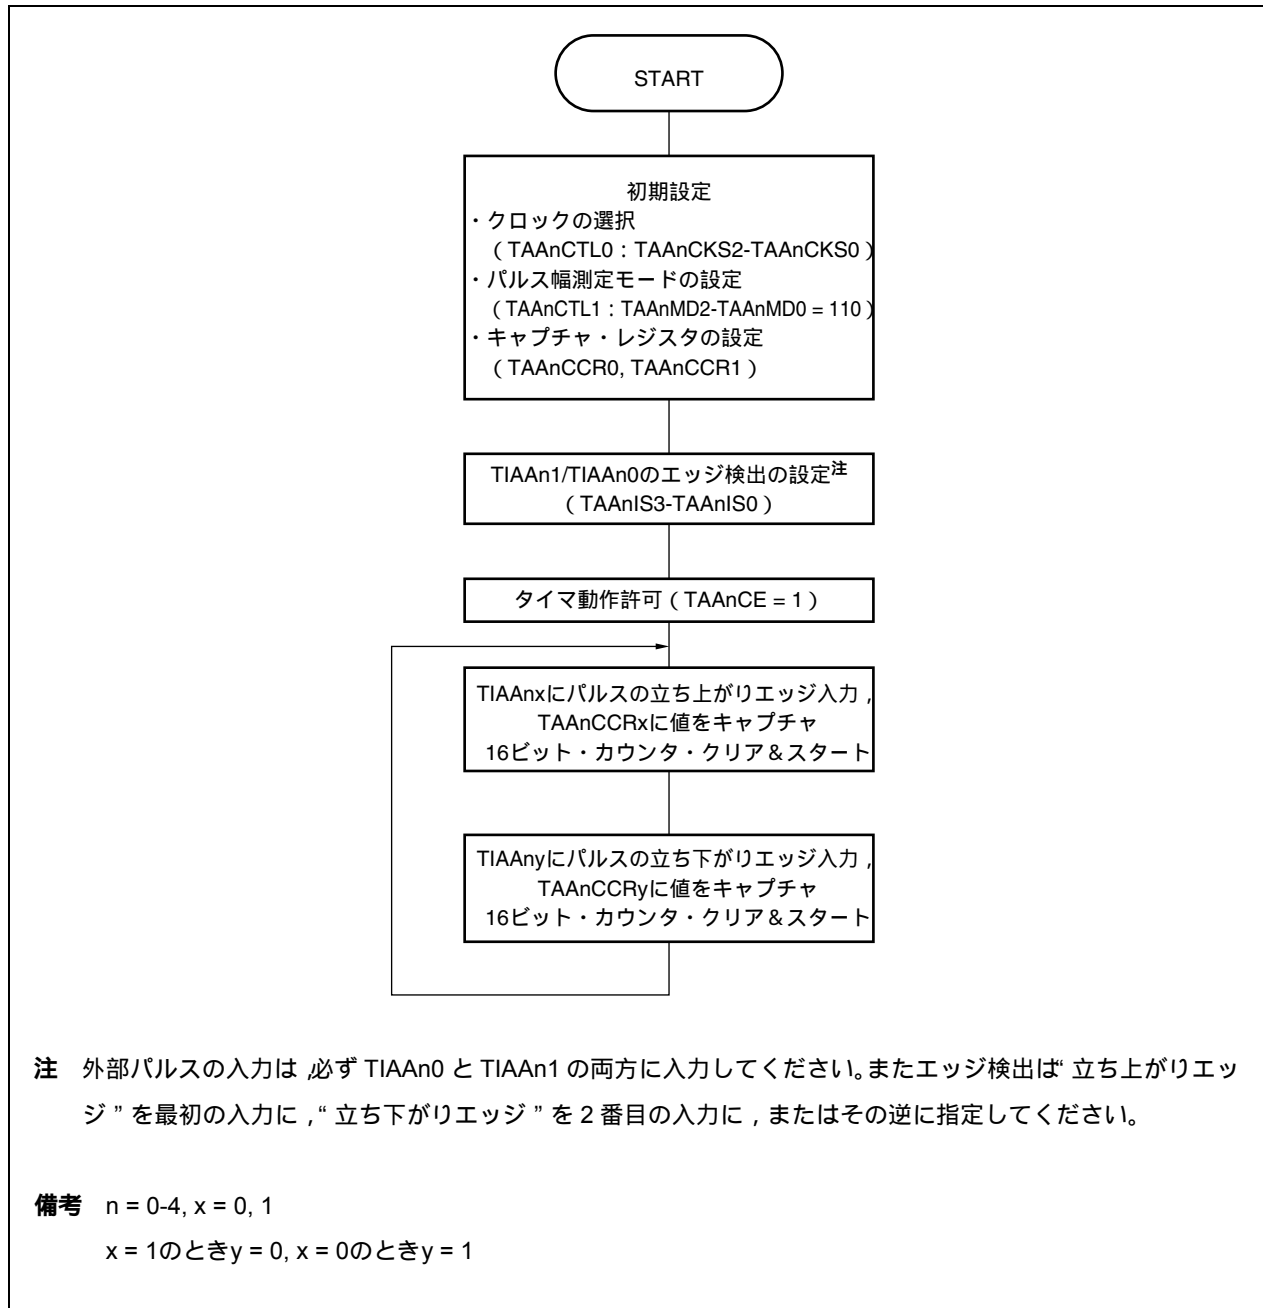 START
初期設定
・クロックの選択
（TAAnCTL0：TAAnCKS2-TAAnCKS0）
・パルス幅測定モードの設定
（TAAnCTL1：TAAnMD2-TAAnMD0 = 110）
・キャプチャ・レジスタの設定
（TAAnCCR0, TAAnCCR1）
TIAAn1/TIAAn0のエッジ検出の設定注
（TAAnIS3-TAAnIS0）
タイマ動作許可（TAAnCE = 1）
TIAAnxにパルスの立ち上がりエッジ入力，
TAAnCCRxに値をキャプチャ
16ビット・カウンタ・クリア＆スタート
TIAAnyにパルスの立ち下がりエッジ入力，
TAAnCCRyに値をキャプチャ
16ビット・カウンタ・クリア＆スタート
注 外部パルスの入力は，必ず TIAAn0 と TIAAn1 の両方に入力してください。またエッジ検出は“立ち上がりエッ
ジ”を最初の入力に，“立ち下がりエッジ”を2番目の入力に，またはその逆に指定してください。
備考 n = 0-4, x = 0, 1
x = 1のときy = 0, x = 0のときy = 1